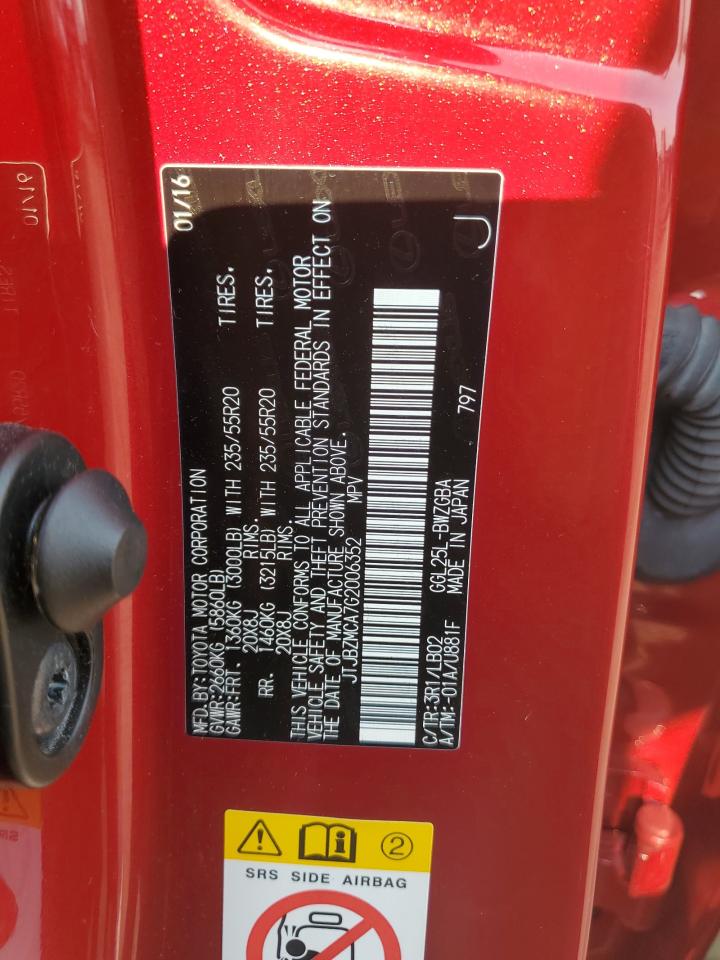 MFD.BY:TOYOTA MOTOR CORPORATION 01/16
GVWR:2660KG (5860LB)
GAWR:FRT. 1360KG (3000LB) WITH 235/55R20 TIRES.
20X8J RIMS.
RR. 1460KG (3215LB) WITH 235/55R20 TIRES.
20X8J RIMS.
THIS VEHICLE CONFORMS TO ALL APPLICABLE FEDERAL MOTOR
VEHICLE SAFETY AND THEFT PREVENTION STANDARDS IN EFFECT ON
THE DATE OF MANUFACTURE SHOWN ABOVE.
JTJBZMCA7G2006352 MPV
C/TR:3R1/LB02 GGL25L-BWZGBA
A/TM:-01A/U881F MADE IN JAPAN 797
J
2
SRS SIDE AIRBAG